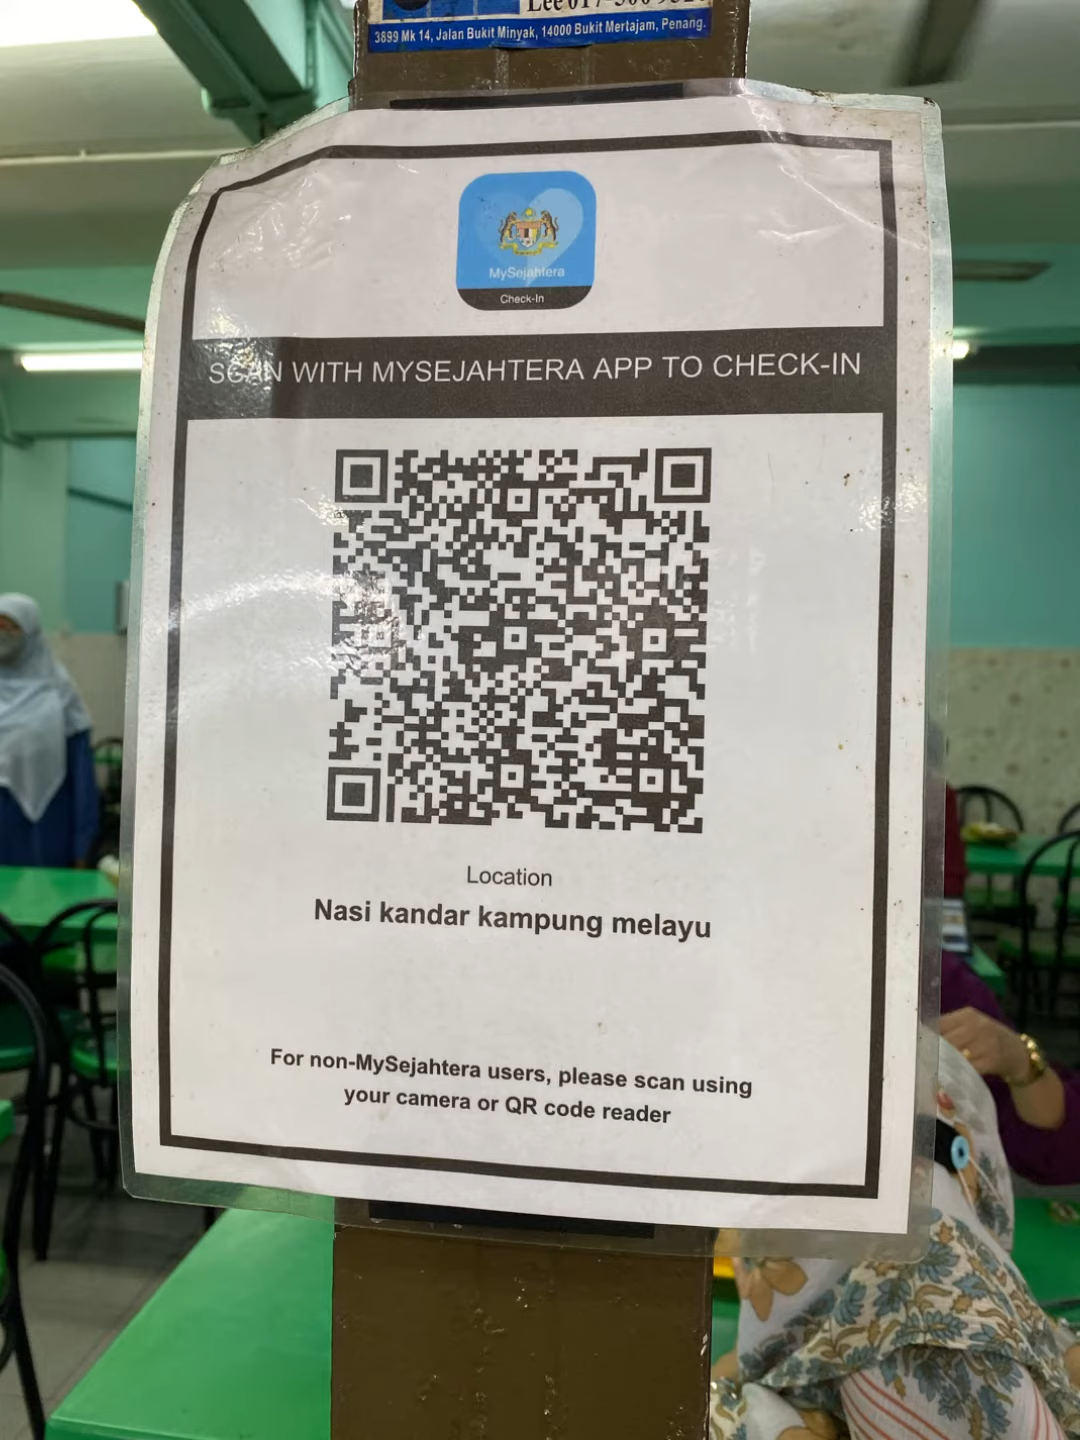 Lee 017-
3899 Mk 14, Jalan Bukit Minyak, 14000 Bukit Mertajam, Penang.
MySejahtera
Check-In
SCAN WITH MYSEJAHTERA APP TO CHECK-IN
Location
Nasi kandar kampung melayu
For non-MySejahtera users, please scan using
your camera or QR code reader